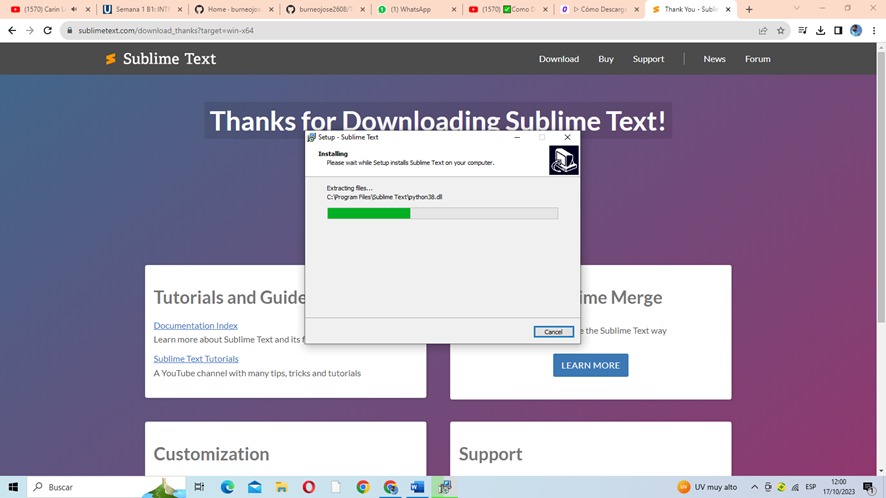 (1570) Carin L
Semana 1 B1: INTI
Home · burneojos
burneojose2608/T
(1) WhatsApp
(1570) ✅Como D
▷ Cómo Descarg
Thank You - Subli
sublimetext.com/download_thanks?target=win-x64
Sublime Text
Download
Buy
Support
News
Forum
Thanks for Downloading Sublime Text!
Setup - Sublime Text
Installing
Please wait while Setup installs Sublime Text on your computer.
Extracting files...
C:\Program Files\Sublime Text\python38.dll
Cancel
Tutorials and Guide
Documentation Index
Learn more about Sublime Text and its f
Sublime Text Tutorials
A YouTube channel with many tips, tricks and tutorials
ime Merge
e the Sublime Text way
LEARN MORE
Customization
Support
Buscar
UV muy alto
ESP
12:00
17/10/2023